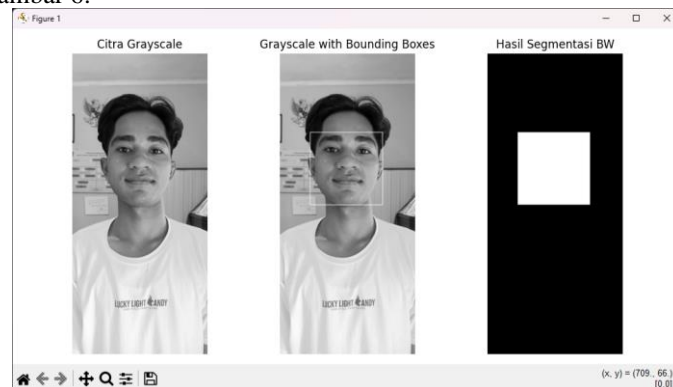 Gambar 6.
Figure 1
Citra Grayscale
Grayscale with Bounding Boxes
Hasil Segmentasi BW
LUCKY LIGHT CANDY
LUCKY LIGHT CANDY
(x, y) = (709., 66.)
[0.0]